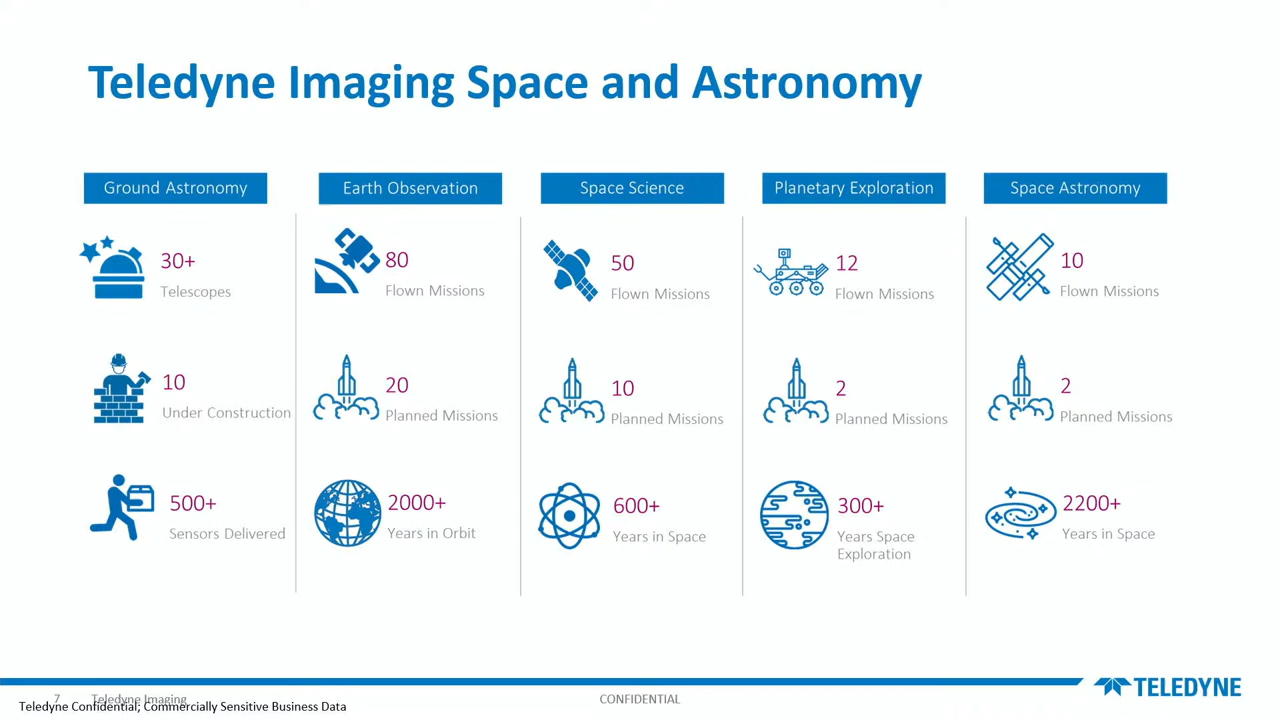 Teledyne Imaging Space and Astronomy
Ground Astronomy
30+
Telescopes
10
Under Construction
500+
Sensors Delivered
Earth Observation
80
Flown Missions
20
Planned Missions
2000+
Years in Orbit
Space Science
50
Flown Missions
10
Planned Missions
600+
Years in Space
Planetary Exploration
12
Flown Missions
2
Planned Missions
300+
Years Space
Exploration
Space Astronomy
10
Flown Missions
2
Planned Missions
2200+
Years in Space
7
Teledyne Imaging
CONFIDENTIAL
Teledyne Confidential; Commercially Sensitive Business Data
TELEDYNE